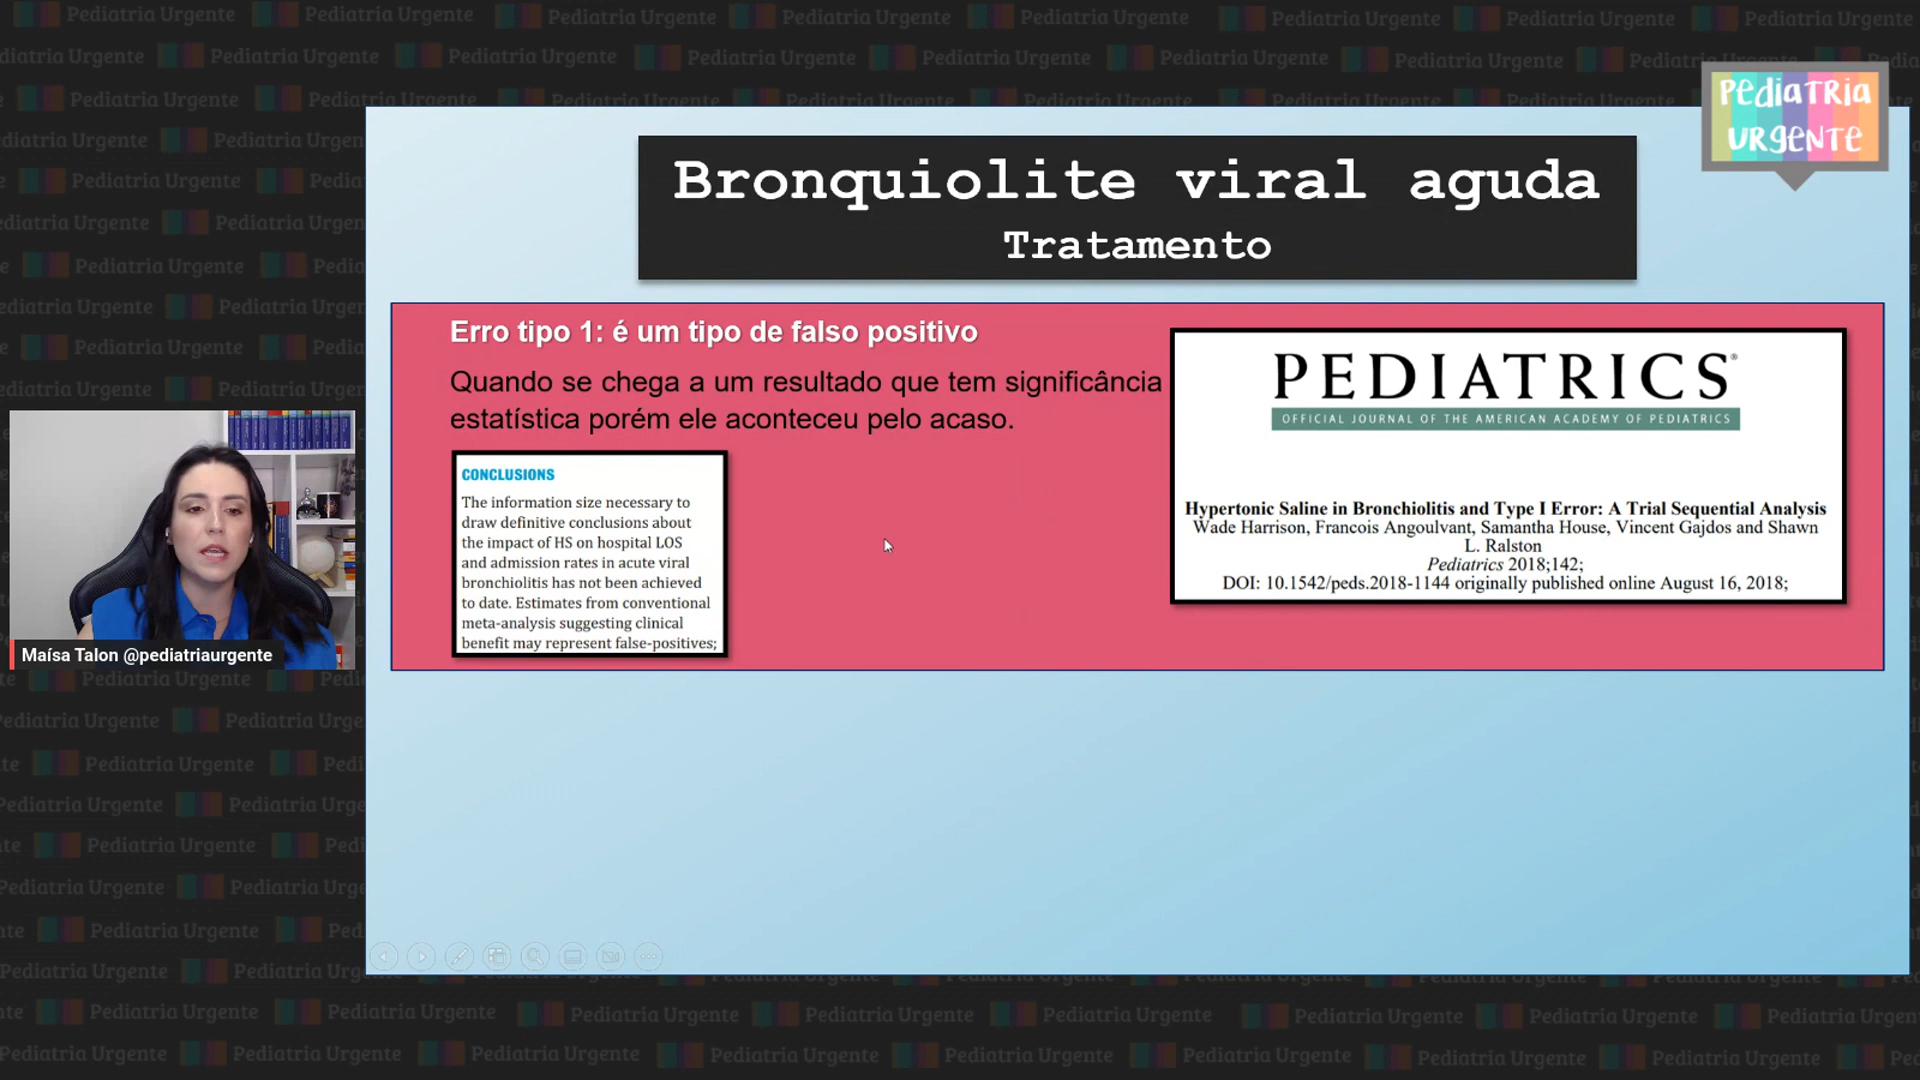 PEDIATRIA
URGENTE
Bronquiolite viral aguda
Tratamento
Erro tipo 1: é um tipo de falso positivo
Quando se chega a um resultado que tem significância
estatística porém ele aconteceu pelo acaso.
CONCLUSIONS
The information size necessary to
draw definitive conclusions about
the impact of HS on hospital LOS
and admission rates in acute viral
bronchiolitis has not been achieved
to date. Estimates from conventional
meta-analysis suggesting clinical
benefit may represent false-positives;
PEDIATRICS®
OFFICIAL JOURNAL OF THE AMERICAN ACADEMY OF PEDIATRICS
Hypertonic Saline in Bronchiolitis and Type I Error: A Trial Sequential Analysis
Wade Harrison, Francois Angoulvant, Samantha House, Vincent Gajdos and Shawn
L. Ralston
Pediatrics 2018;142;
DOI: 10.1542/peds.2018-1144 originally published online August 16, 2018;
Maísa Talon @pediatriaurgente
Pediatria Urgente